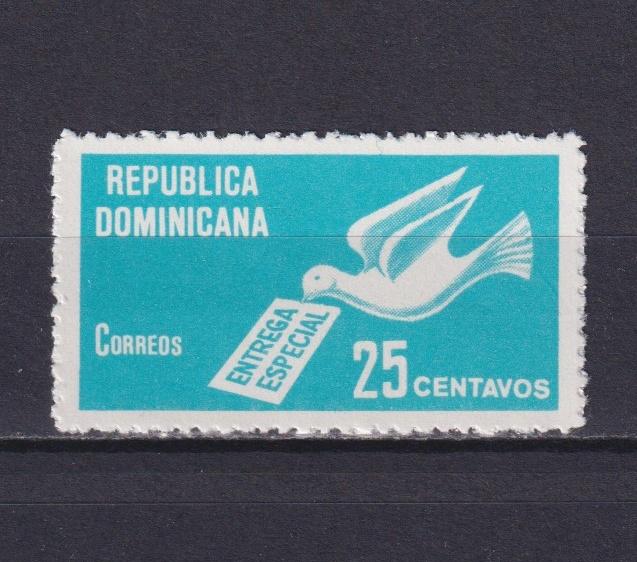 REPUBLICA
DOMINICANA
CORREOS
ENTREGA
ESPECIAL
25 CENTAVOS